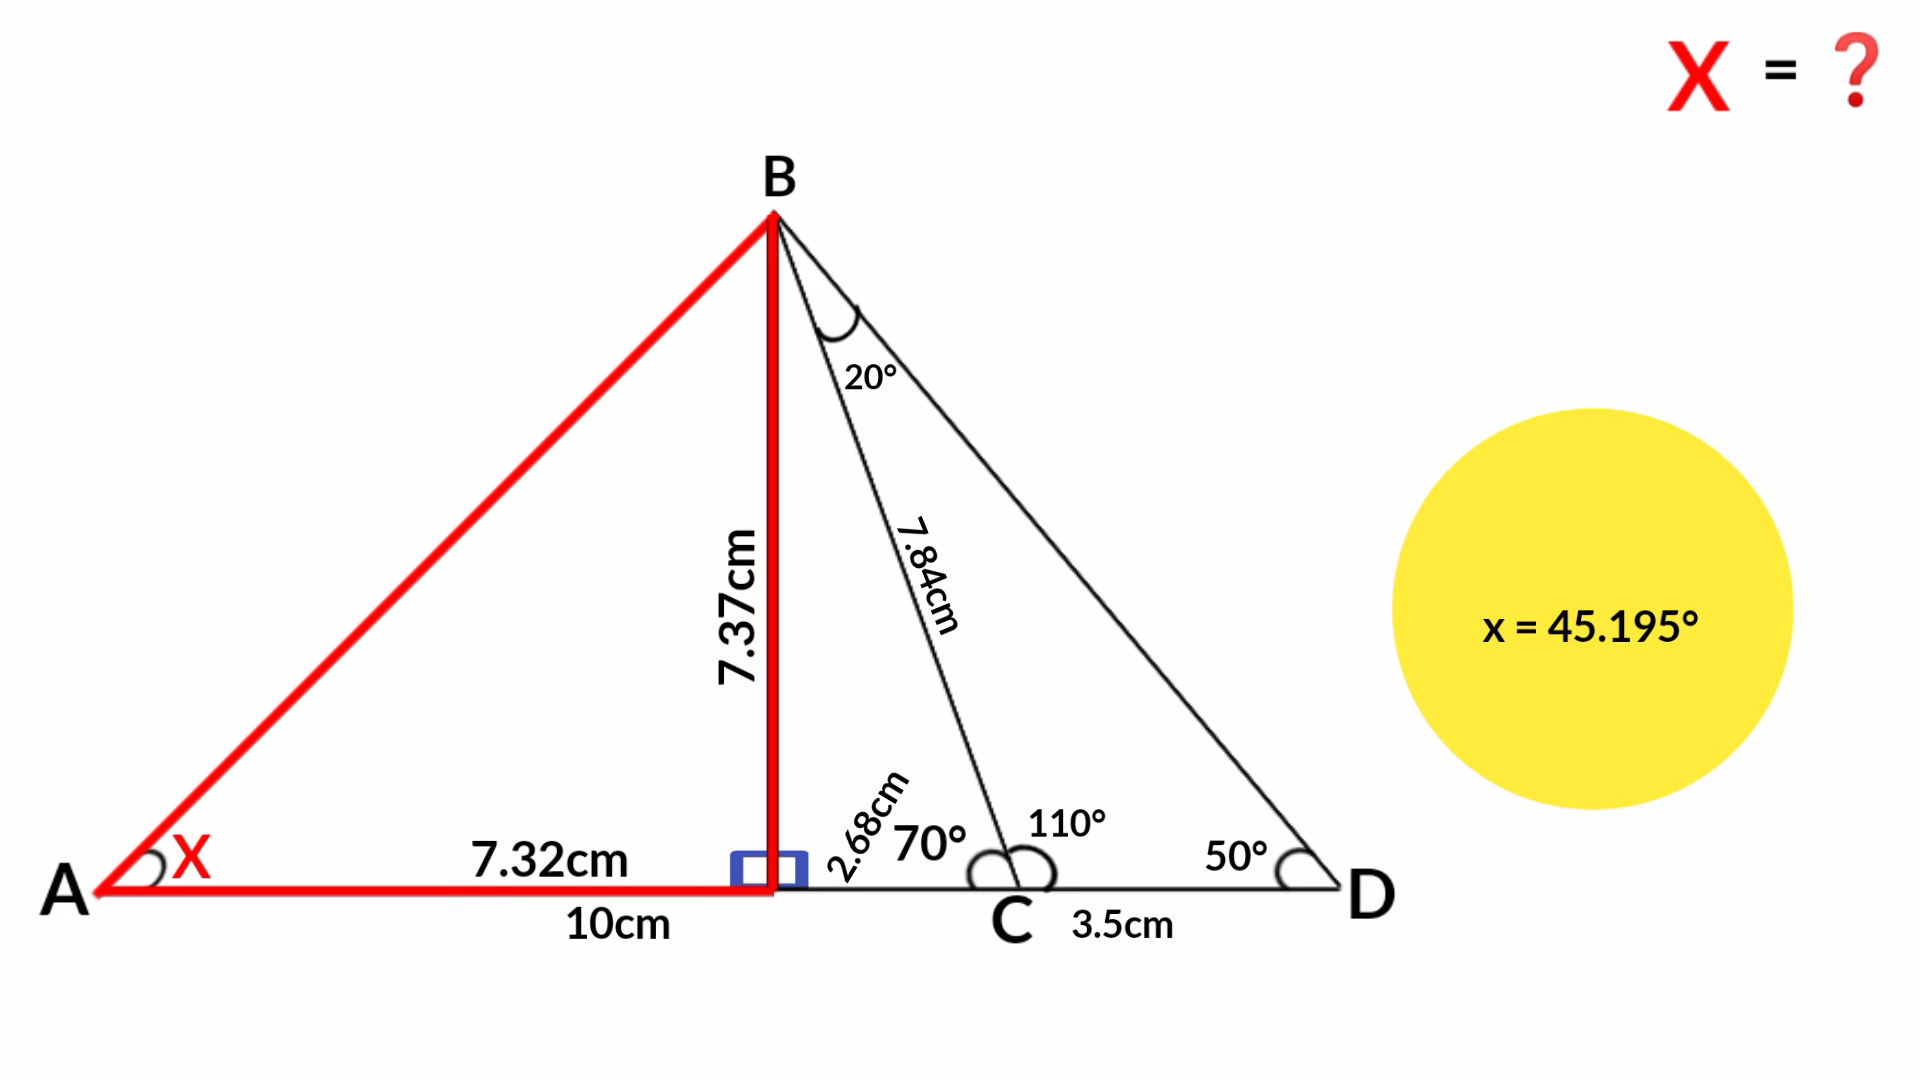 X = ?
B
20°
7.84cm
7.37cm
x = 45.195°
2.68cm
110°
70°
X
7.32cm
50°
A
D
10cm
C
3.5cm